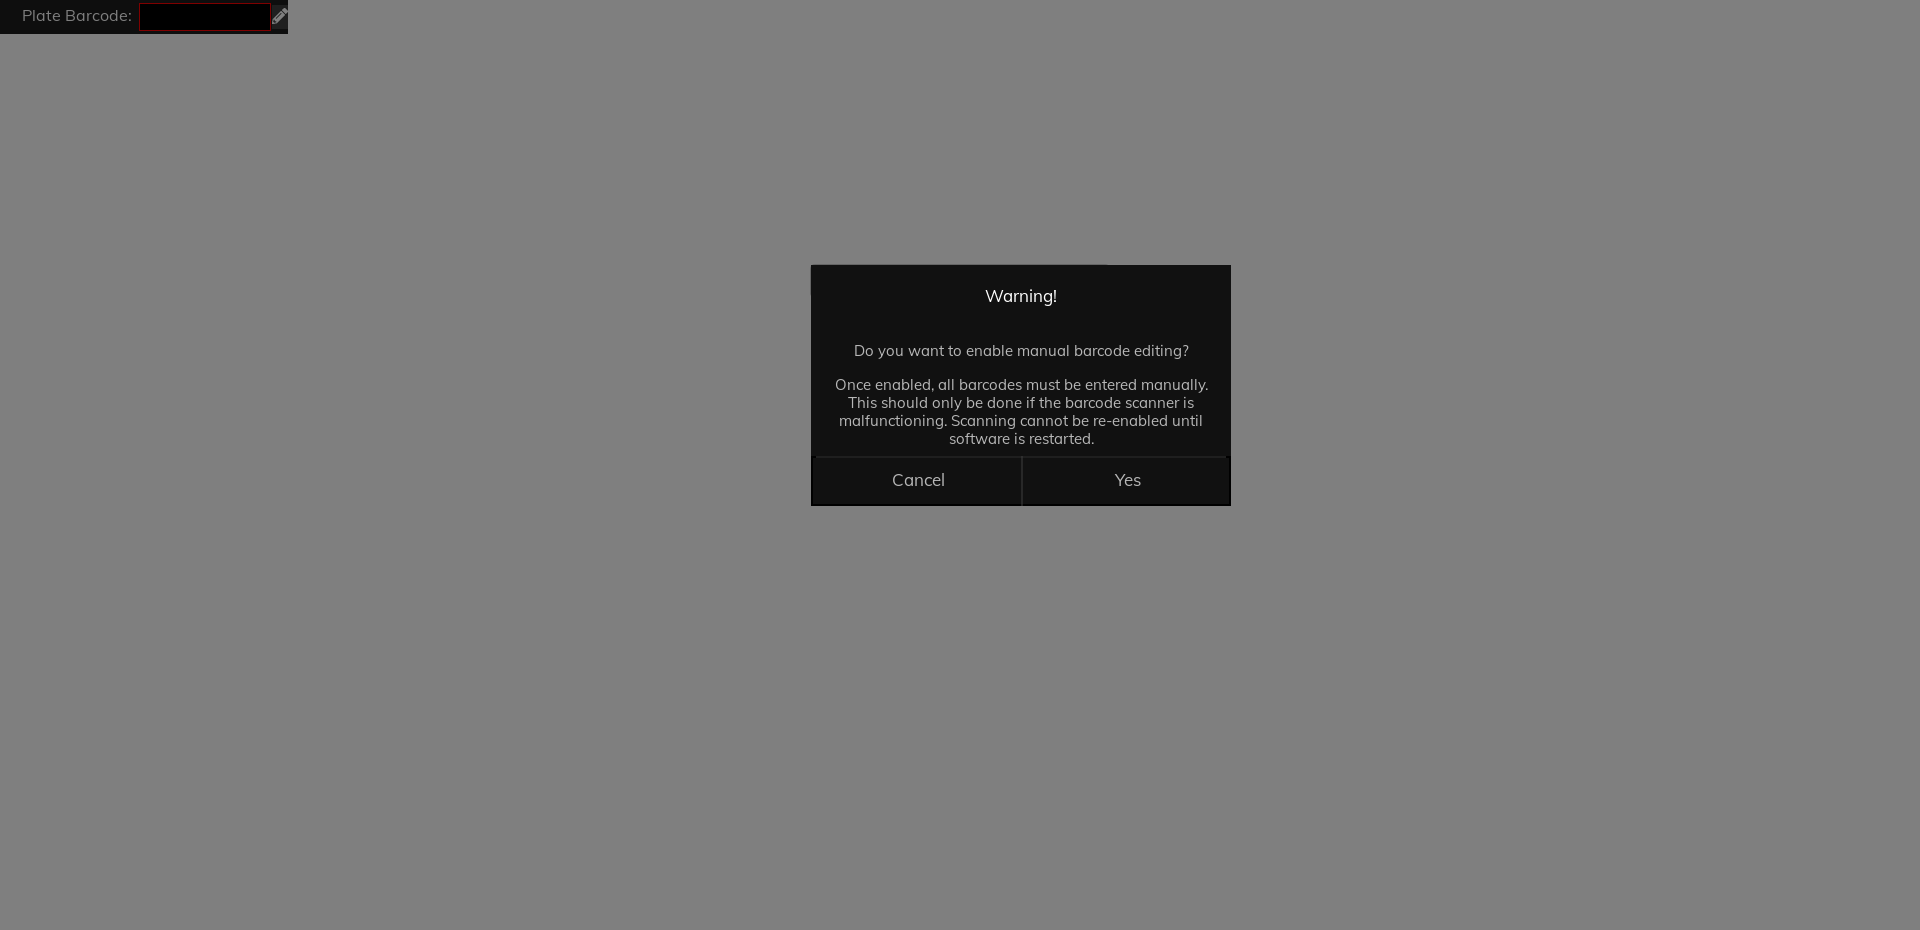 Plate Barcode:
Warning!
Do you want to enable manual barcode editing?
Once enabled, all barcodes must be entered manually.
This should only be done if the barcode scanner is
malfunctioning. Scanning cannot be re-enabled until
software is restarted.
Cancel
Yes